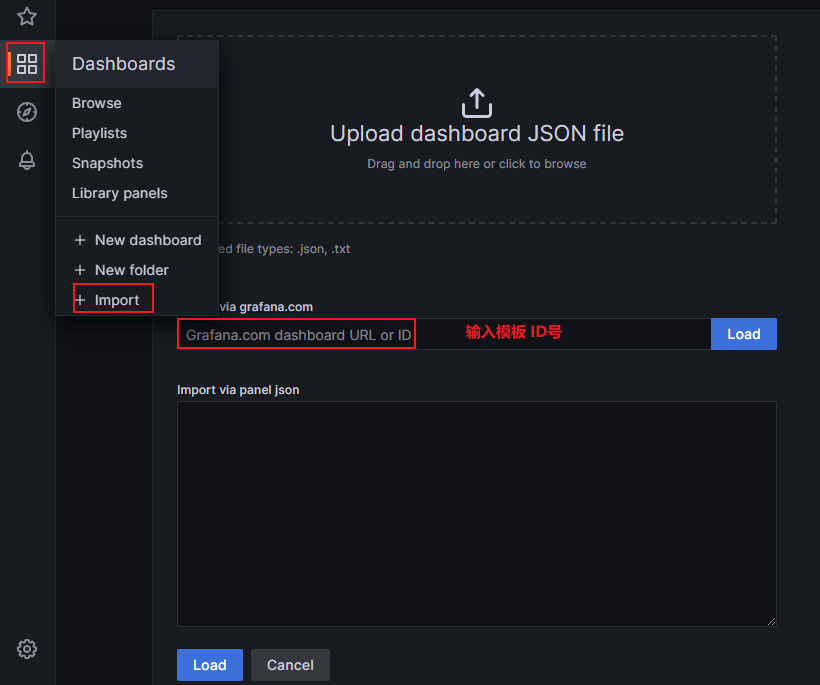 Dashboards
Browse
Playlists
Snapshots
Library panels
+ New dashboard
+ New folder
+ Import
Upload dashboard JSON file
Drag and drop here or click to browse
ed file types: .json, .txt
via grafana.com
Grafana.com dashboard URL or ID
输入模板 ID号
Load
Import via panel json
Load
Cancel